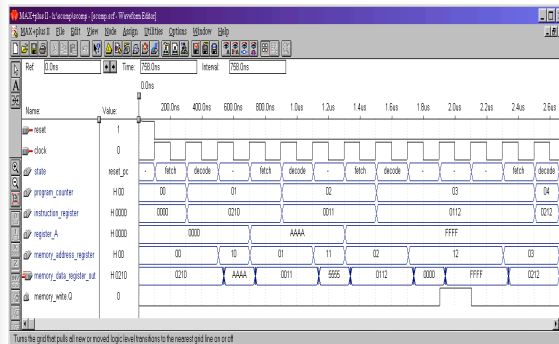 MAX+plus II - h:\scomp\scomp - [scomp.scf - Waveform Editor]
MAX+plus II File Edit View Node Assign Utilities Options Window Help
Ref: 0.0ns Time: 758.0ns Interval: 758.0ns
0.0ns
Name: Value: 200.0ns 400.0ns 600.0ns 800.0ns 1.0us 1.2us 1.4us 1.6us 1.8us 2.0us 2.2us 2.4us 2.6us
reset 1
clock 0
state reset_pc - fetch decode - fetch decode - fetch decode - - - fetch decode
program_counter H 00 00 01 02 03 04
instruction_register H 0000 0000 0210 0011 0112 0212
register_A H 0000 0000 AAAA FFFF
memory_address_register H 00 00 10 01 11 02 12 03
memory_data_register_out H 0210 0210 AAAA 0011 5555 0112 0000 FFFF 0212
memory_write.Q 0
Turns the grid that pulls all new or moved logic level transitions to the nearest grid line on or off